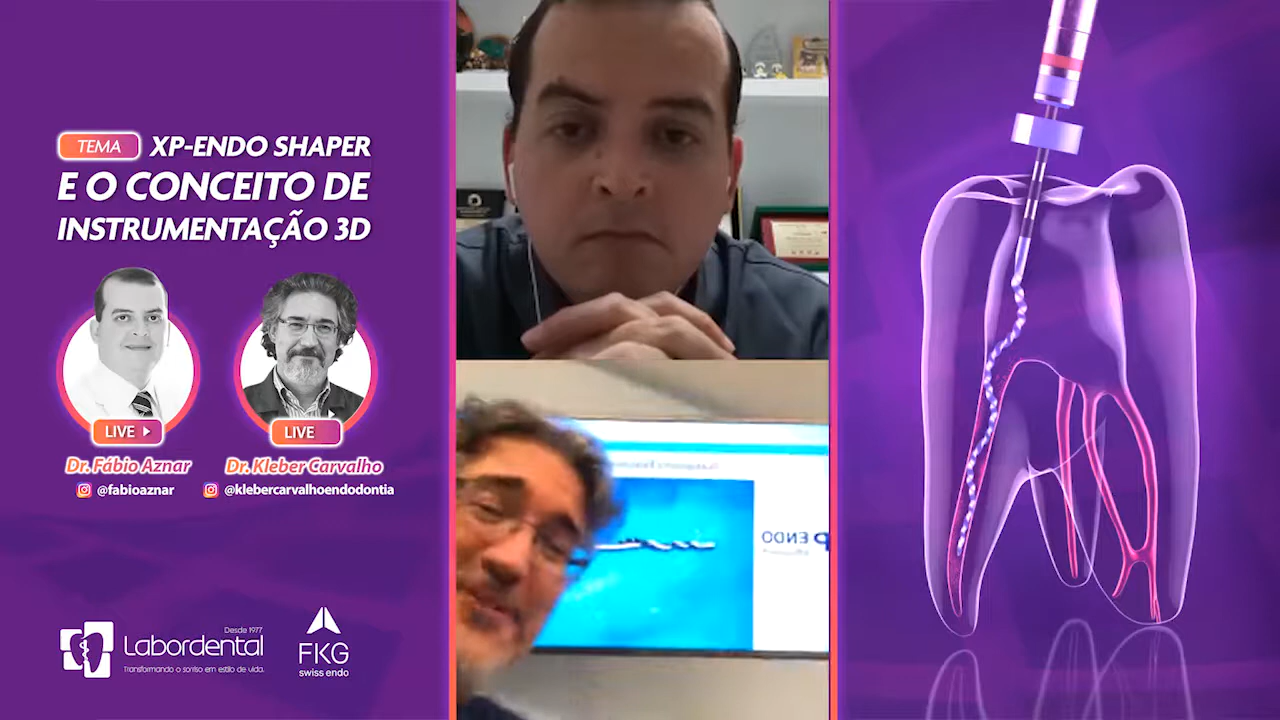 TEMA XP-ENDO SHAPER
E O CONCEITO DE
INSTRUMENTAÇÃO 3D
LIVE
LIVE
Dr. Fábio Aznar
Dr. Kleber Carvalho
@fabioaznar
@klebercarvalhoendodontia
Desde 1977
Labordental
Transformando o sorriso em estilo de vida.
FKG
swiss endo
P ENDO